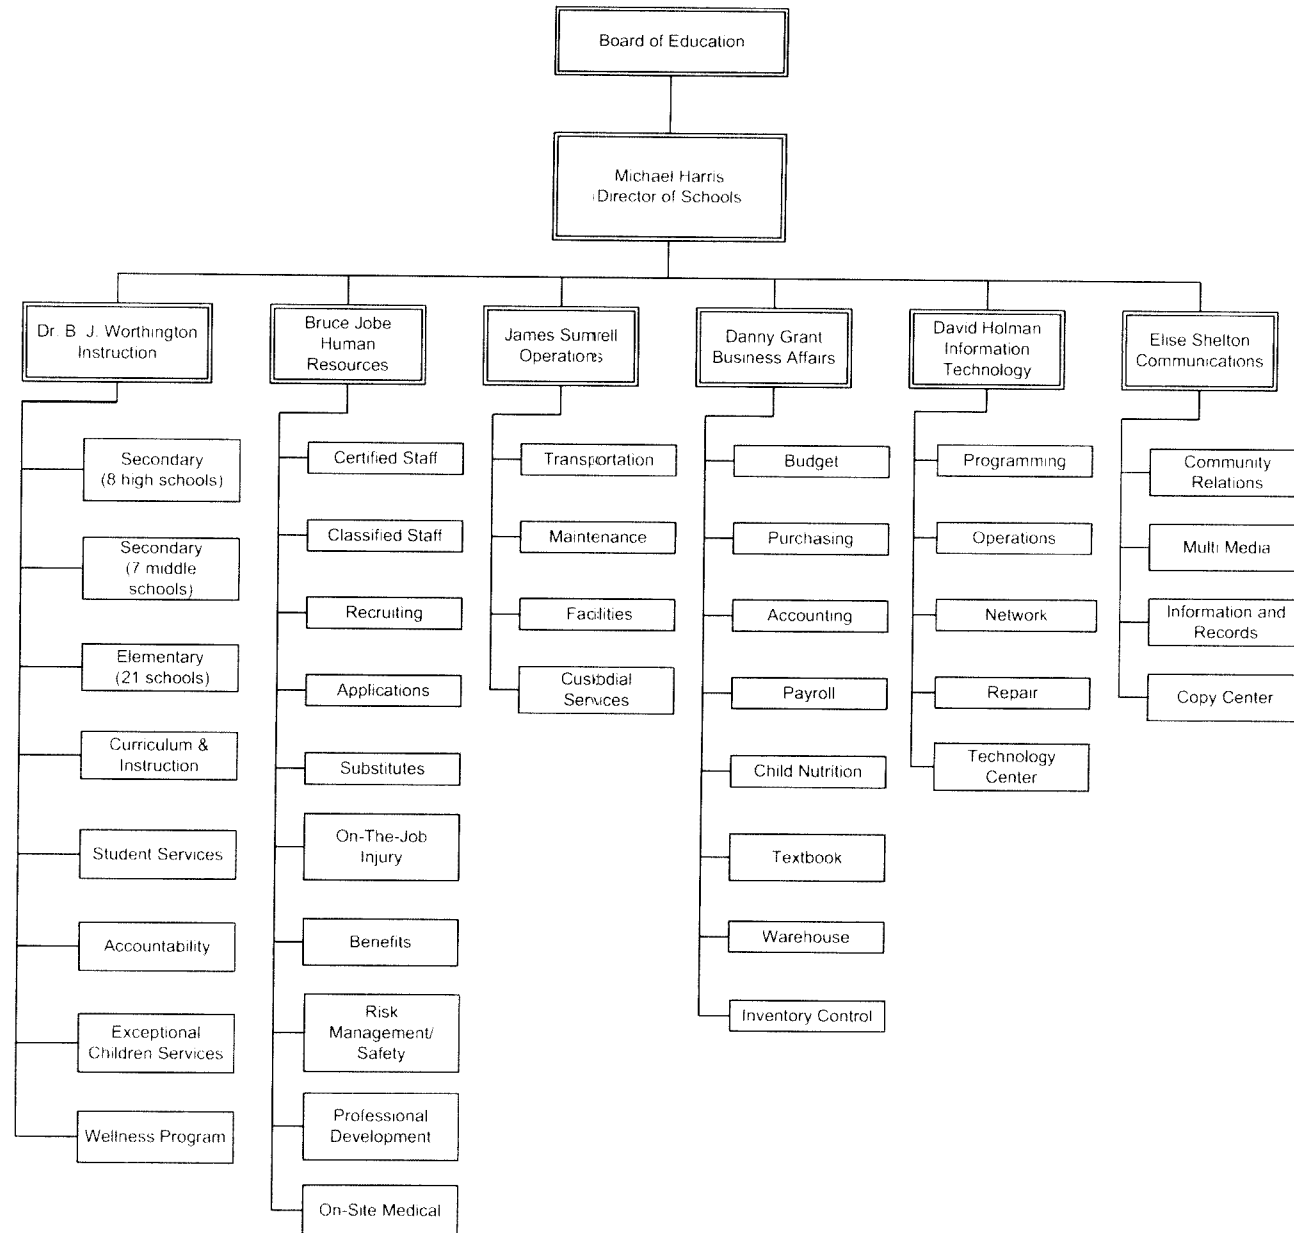 Board of Education
Michael Harris
Director of Schools
Dr. B. J. Worthington
Instruction
Bruce Jobe
Human
Resources
James Sumrell
Operations
Danny Grant
Business Affairs
David Holman
Information
Technology
Elise Shelton
Communications
Secondary
(8 high schools)
Secondary
(7 middle
schools)
Elementary
(21 schools)
Curriculum &
Instruction
Student Services
Accountability
Exceptional
Children Services
Wellness Program
Certified Staff
Classified Staff
Recruiting
Applications
Substitutes
On-The-Job
Injury
Benefits
Risk
Management/
Safety
Professional
Development
On-Site Medical
Transportation
Maintenance
Facilities
Custodial
Services
Budget
Purchasing
Accounting
Payroll
Child Nutrition
Textbook
Warehouse
Inventory Control
Programming
Operations
Network
Repair
Technology
Center
Community
Relations
Multi Media
Information and
Records
Copy Center